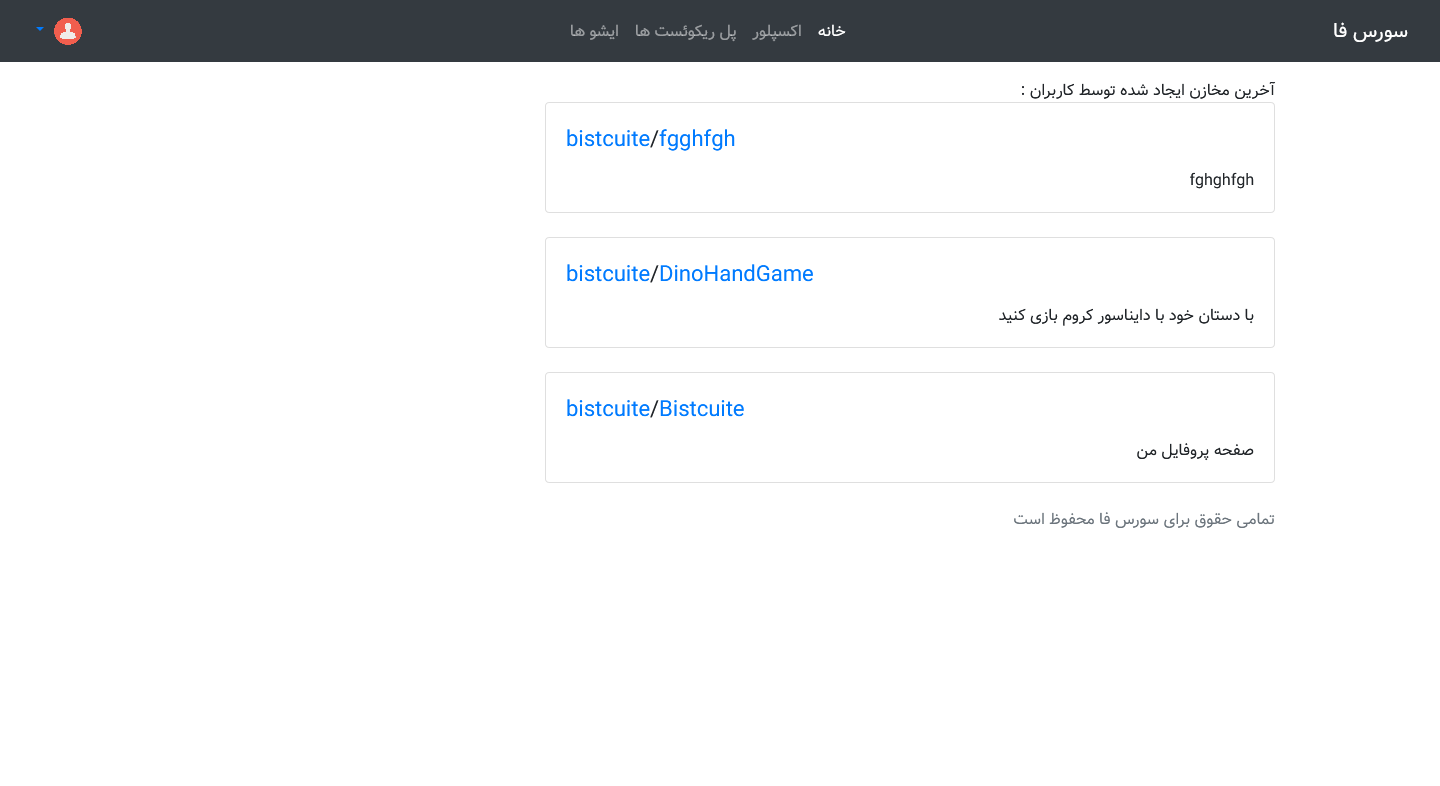 سورس فا
خانه اکسپلور پل ریکوئست ها ایشو ها
آخرین مخازن ایجاد شده توسط کاربران :
bistcuite/fgghfgh
fghghfgh
bistcuite/DinoHandGame
با دستان خود با دایناسور کروم بازی کنید
bistcuite/Bistcuite
صفحه پروفایل من
تمامی حقوق برای سورس فا محفوظ است